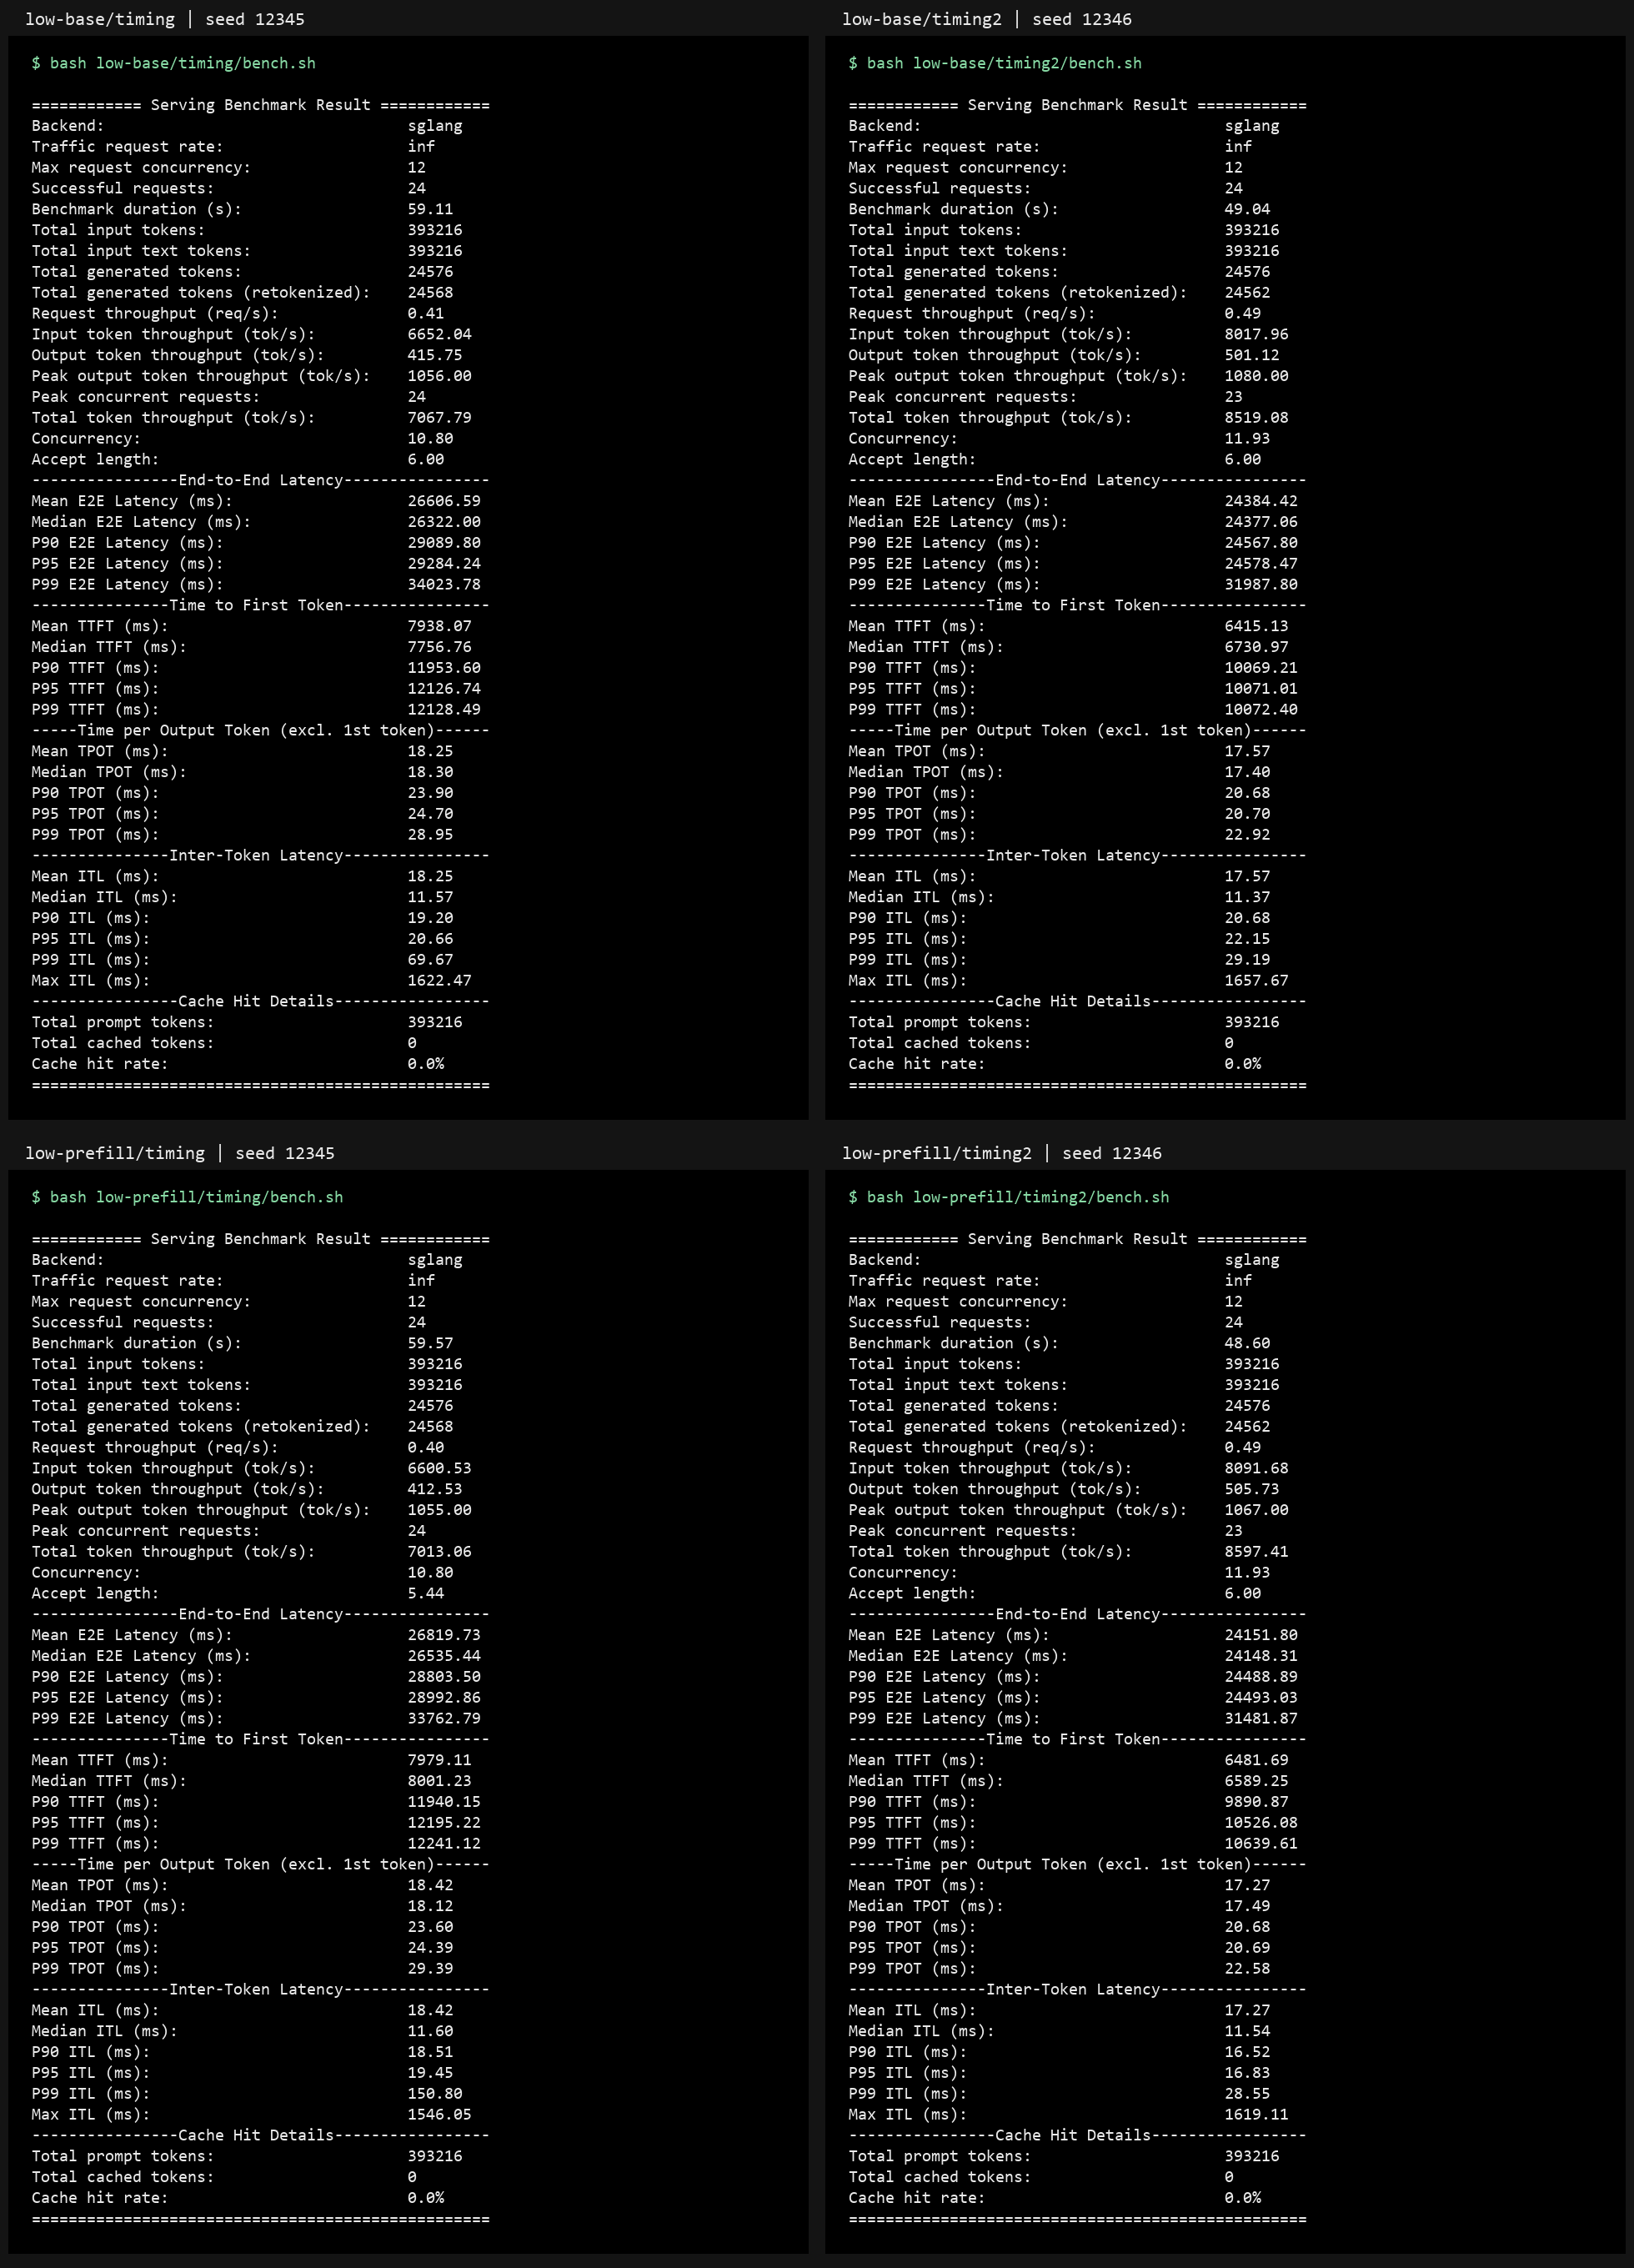 low-base/timing | seed 12345
$ bash low-base/timing/bench.sh
============ Serving Benchmark Result ============
Backend:                                 sglang
Traffic request rate:                    inf
Max request concurrency:                 12
Successful requests:                     24
Benchmark duration (s):                  59.11
Total input tokens:                      393216
Total input text tokens:                 393216
Total generated tokens:                  24576
Total generated tokens (retokenized):    24568
Request throughput (req/s):              0.41
Input token throughput (tok/s):          6652.04
Output token throughput (tok/s):         415.75
Peak output token throughput (tok/s):    1056.00
Peak concurrent requests:                24
Total token throughput (tok/s):          7067.79
Concurrency:                             10.80
Accept length:                           6.00
----------------End-to-End Latency----------------
Mean E2E Latency (ms):                   26606.59
Median E2E Latency (ms):                 26322.00
P90 E2E Latency (ms):                    29089.80
P95 E2E Latency (ms):                    29284.24
P99 E2E Latency (ms):                    34023.78
---------------Time to First Token----------------
Mean TTFT (ms):                          7938.07
Median TTFT (ms):                        7756.76
P90 TTFT (ms):                           11953.60
P95 TTFT (ms):                           12126.74
P99 TTFT (ms):                           12128.49
-----Time per Output Token (excl. 1st token)------
Mean TPOT (ms):                          18.25
Median TPOT (ms):                        18.30
P90 TPOT (ms):                           23.90
P95 TPOT (ms):                           24.70
P99 TPOT (ms):                           28.95
---------------Inter-Token Latency----------------
Mean ITL (ms):                           18.25
Median ITL (ms):                         11.57
P90 ITL (ms):                            19.20
P95 ITL (ms):                            20.66
P99 ITL (ms):                            69.67
Max ITL (ms):                            1622.47
----------------Cache Hit Details-----------------
Total prompt tokens:                     393216
Total cached tokens:                     0
Cache hit rate:                          0.0%
==================================================
low-base/timing2 | seed 12346
$ bash low-base/timing2/bench.sh
============ Serving Benchmark Result ============
Backend:                                 sglang
Traffic request rate:                    inf
Max request concurrency:                 12
Successful requests:                     24
Benchmark duration (s):                  49.04
Total input tokens:                      393216
Total input text tokens:                 393216
Total generated tokens:                  24576
Total generated tokens (retokenized):    24562
Request throughput (req/s):              0.49
Input token throughput (tok/s):          8017.96
Output token throughput (tok/s):         501.12
Peak output token throughput (tok/s):    1080.00
Peak concurrent requests:                23
Total token throughput (tok/s):          8519.08
Concurrency:                             11.93
Accept length:                           6.00
----------------End-to-End Latency----------------
Mean E2E Latency (ms):                   24384.42
Median E2E Latency (ms):                 24377.06
P90 E2E Latency (ms):                    24567.80
P95 E2E Latency (ms):                    24578.47
P99 E2E Latency (ms):                    31987.80
---------------Time to First Token----------------
Mean TTFT (ms):                          6415.13
Median TTFT (ms):                        6730.97
P90 TTFT (ms):                           10069.21
P95 TTFT (ms):                           10071.01
P99 TTFT (ms):                           10072.40
-----Time per Output Token (excl. 1st token)------
Mean TPOT (ms):                          17.57
Median TPOT (ms):                        17.40
P90 TPOT (ms):                           20.68
P95 TPOT (ms):                           20.70
P99 TPOT (ms):                           22.92
---------------Inter-Token Latency----------------
Mean ITL (ms):                           17.57
Median ITL (ms):                         11.37
P90 ITL (ms):                            20.68
P95 ITL (ms):                            22.15
P99 ITL (ms):                            29.19
Max ITL (ms):                            1657.67
----------------Cache Hit Details-----------------
Total prompt tokens:                     393216
Total cached tokens:                     0
Cache hit rate:                          0.0%
==================================================
low-prefill/timing | seed 12345
$ bash low-prefill/timing/bench.sh
============ Serving Benchmark Result ============
Backend:                                 sglang
Traffic request rate:                    inf
Max request concurrency:                 12
Successful requests:                     24
Benchmark duration (s):                  59.57
Total input tokens:                      393216
Total input text tokens:                 393216
Total generated tokens:                  24576
Total generated tokens (retokenized):    24568
Request throughput (req/s):              0.40
Input token throughput (tok/s):          6600.53
Output token throughput (tok/s):         412.53
Peak output token throughput (tok/s):    1055.00
Peak concurrent requests:                24
Total token throughput (tok/s):          7013.06
Concurrency:                             10.80
Accept length:                           5.44
----------------End-to-End Latency----------------
Mean E2E Latency (ms):                   26819.73
Median E2E Latency (ms):                 26535.44
P90 E2E Latency (ms):                    28803.50
P95 E2E Latency (ms):                    28992.86
P99 E2E Latency (ms):                    33762.79
---------------Time to First Token----------------
Mean TTFT (ms):                          7979.11
Median TTFT (ms):                        8001.23
P90 TTFT (ms):                           11940.15
P95 TTFT (ms):                           12195.22
P99 TTFT (ms):                           12241.12
-----Time per Output Token (excl. 1st token)------
Mean TPOT (ms):                          18.42
Median TPOT (ms):                        18.12
P90 TPOT (ms):                           23.60
P95 TPOT (ms):                           24.39
P99 TPOT (ms):                           29.39
---------------Inter-Token Latency----------------
Mean ITL (ms):                           18.42
Median ITL (ms):                         11.60
P90 ITL (ms):                            18.51
P95 ITL (ms):                            19.45
P99 ITL (ms):                            150.80
Max ITL (ms):                            1546.05
----------------Cache Hit Details-----------------
Total prompt tokens:                     393216
Total cached tokens:                     0
Cache hit rate:                          0.0%
==================================================
low-prefill/timing2 | seed 12346
$ bash low-prefill/timing2/bench.sh
============ Serving Benchmark Result ============
Backend:                                 sglang
Traffic request rate:                    inf
Max request concurrency:                 12
Successful requests:                     24
Benchmark duration (s):                  48.60
Total input tokens:                      393216
Total input text tokens:                 393216
Total generated tokens:                  24576
Total generated tokens (retokenized):    24562
Request throughput (req/s):              0.49
Input token throughput (tok/s):          8091.68
Output token throughput (tok/s):         505.73
Peak output token throughput (tok/s):    1067.00
Peak concurrent requests:                23
Total token throughput (tok/s):          8597.41
Concurrency:                             11.93
Accept length:                           6.00
----------------End-to-End Latency----------------
Mean E2E Latency (ms):                   24151.80
Median E2E Latency (ms):                 24148.31
P90 E2E Latency (ms):                    24488.89
P95 E2E Latency (ms):                    24493.03
P99 E2E Latency (ms):                    31481.87
---------------Time to First Token----------------
Mean TTFT (ms):                          6481.69
Median TTFT (ms):                        6589.25
P90 TTFT (ms):                           9890.87
P95 TTFT (ms):                           10526.08
P99 TTFT (ms):                           10639.61
-----Time per Output Token (excl. 1st token)------
Mean TPOT (ms):                          17.27
Median TPOT (ms):                        17.49
P90 TPOT (ms):                           20.68
P95 TPOT (ms):                           20.69
P99 TPOT (ms):                           22.58
---------------Inter-Token Latency----------------
Mean ITL (ms):                           17.27
Median ITL (ms):                         11.54
P90 ITL (ms):                            16.52
P95 ITL (ms):                            16.83
P99 ITL (ms):                            28.55
Max ITL (ms):                            1619.11
----------------Cache Hit Details-----------------
Total prompt tokens:                     393216
Total cached tokens:                     0
Cache hit rate:                          0.0%
==================================================